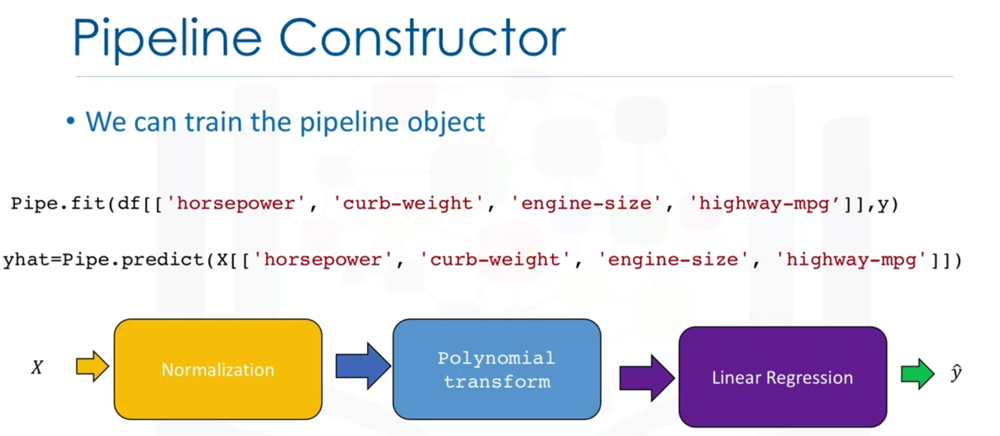 Pipeline Constructor
• We can train the pipeline object
Pipe.fit(df[['horsepower', 'curb-weight', 'engine-size', 'highway-mpg’]],y)
yhat=Pipe.predict(X[['horsepower', 'curb-weight', 'engine-size', 'highway-mpg']])
X
Normalization
Polynomial
transform
Linear Regression
ŷ